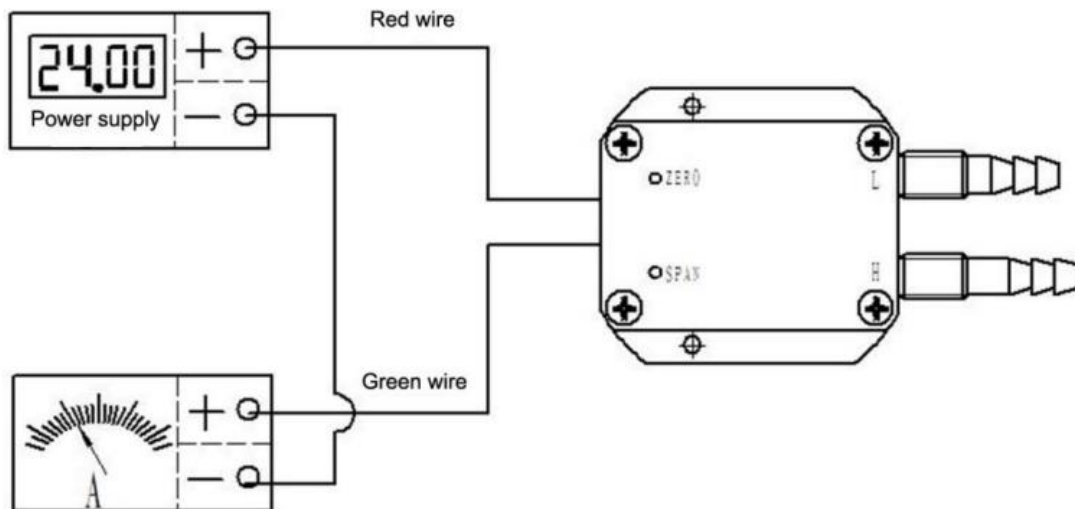 Red wire
24.00
+
Power supply
−
ZERO
L
SPAN
H
Green wire
+
A
−